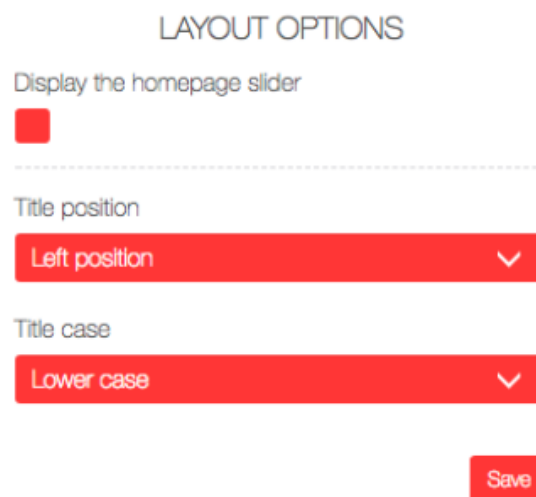 LAYOUT OPTIONS
Display the homepage slider
Title position
Left position
Title case
Lower case
Save